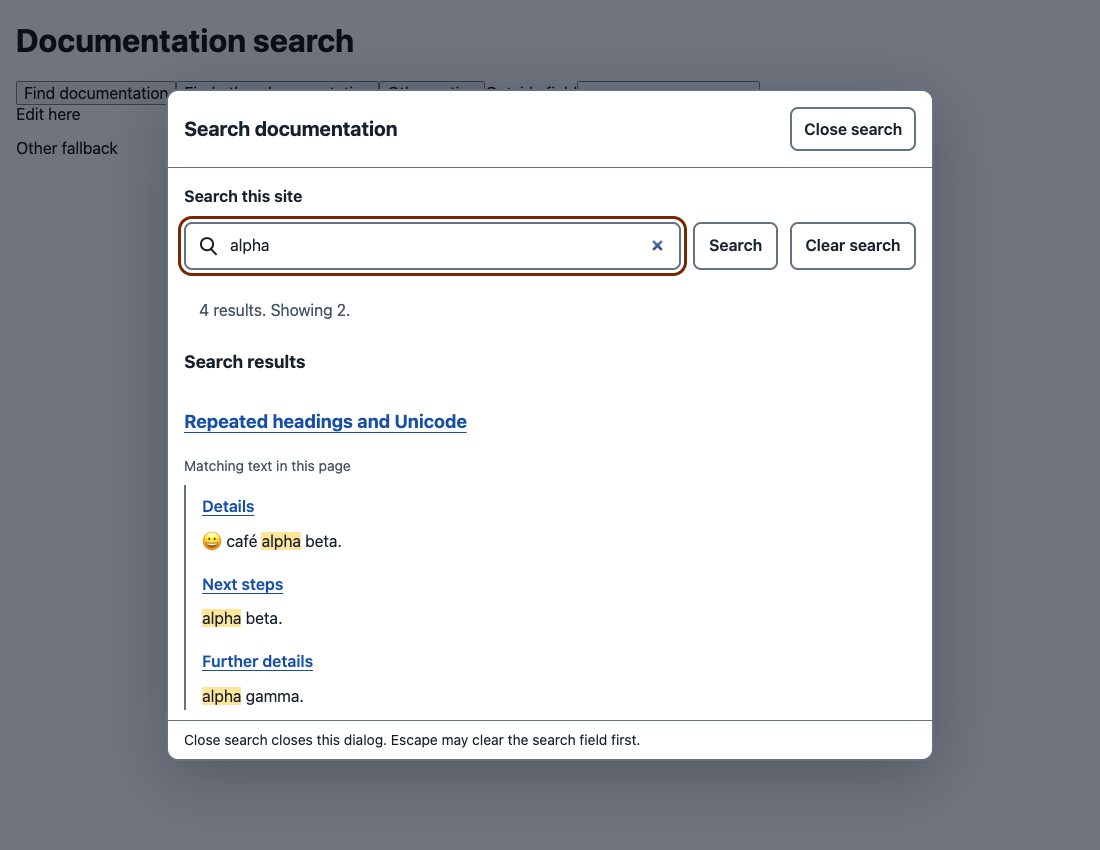 Documentation search
Find documentation
Edit here
Other fallback
Search documentation
Close search
Search this site
alpha
Search
Clear search
4 results. Showing 2.
Search results
Repeated headings and Unicode
Matching text in this page
Details
😀 café alpha beta.
Next steps
alpha beta.
Further details
alpha gamma.
Close search closes this dialog. Escape may clear the search field first.